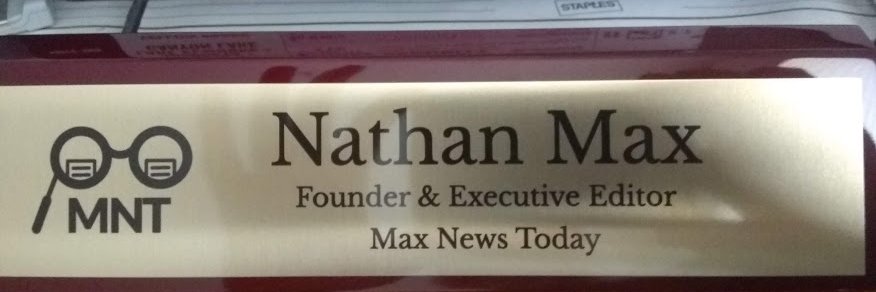 STAPLES
Nathan Max
Founder & Executive Editor
Max News Today
MNT